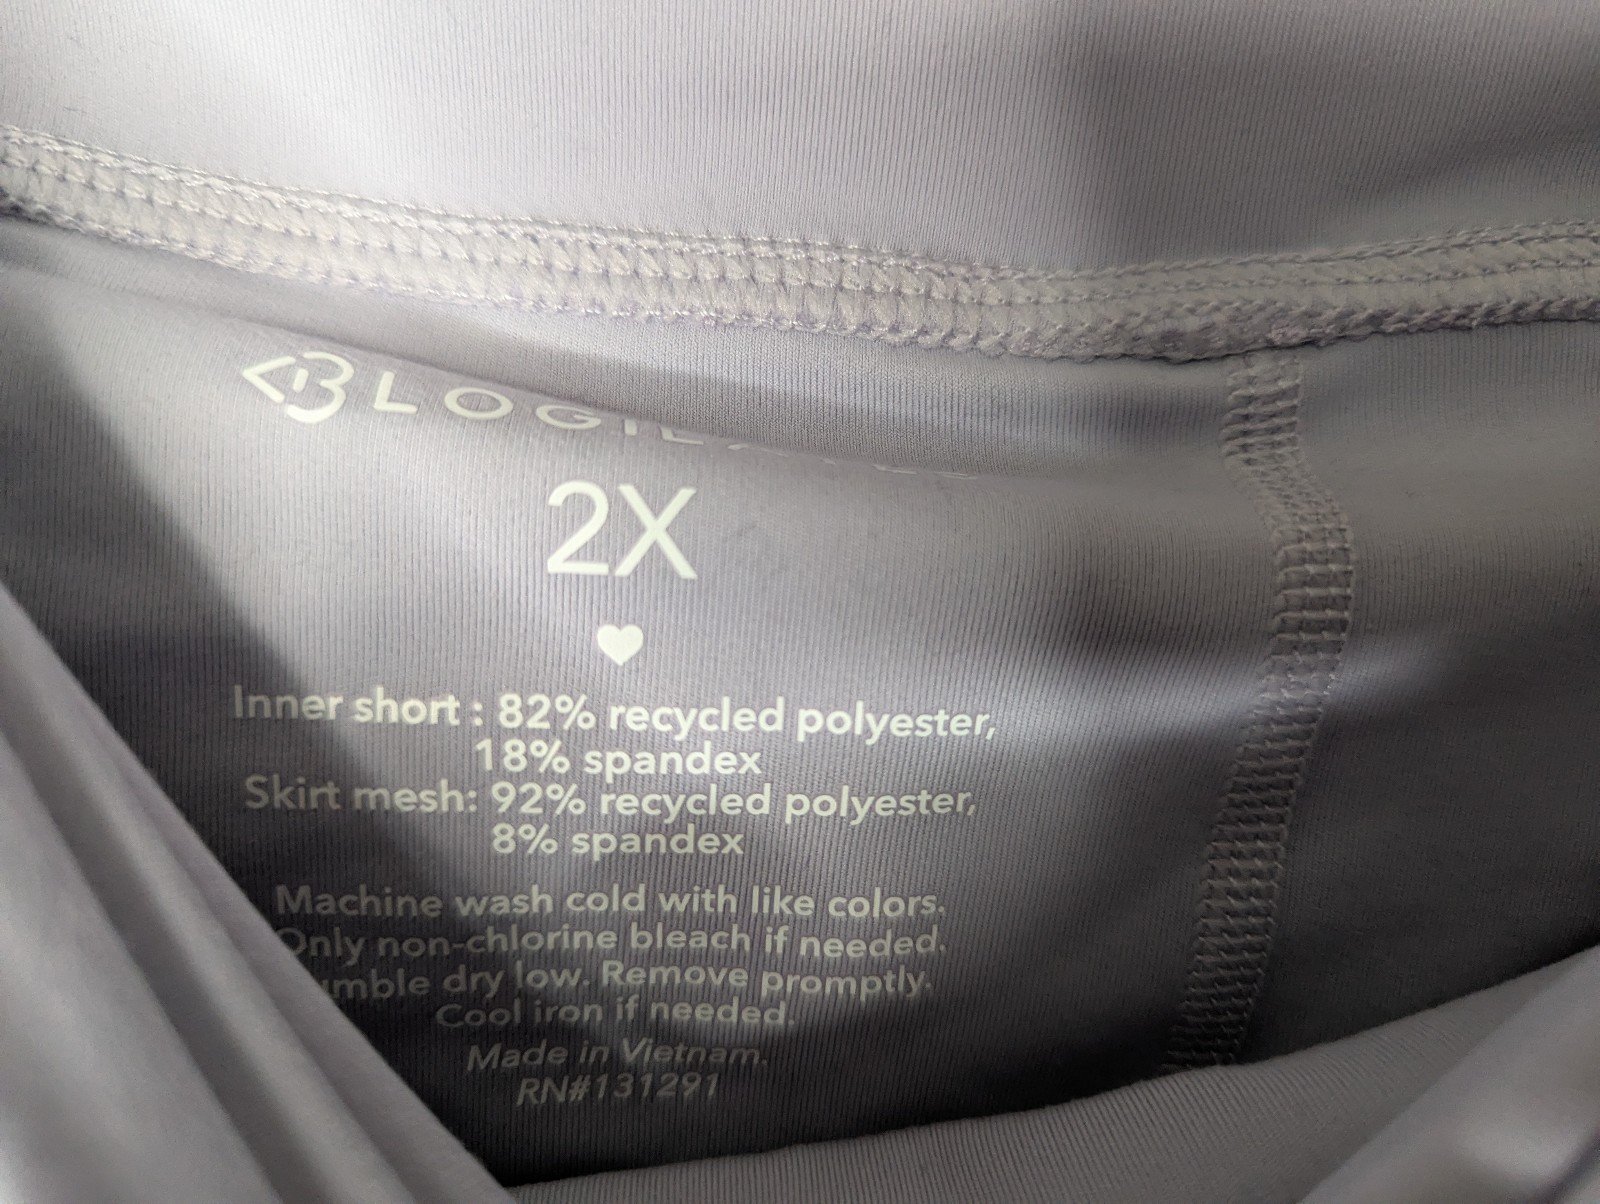 2X
Inner short : 82% recycled polyester,
18% spandex
Skirt mesh: 92% recycled polyester,
8% spandex
Machine wash cold with like colors.
Only non-chlorine bleach if needed.
dry low. Remove promptly.
Cool iron if needed.
Made in Vietnam.
RN#131291